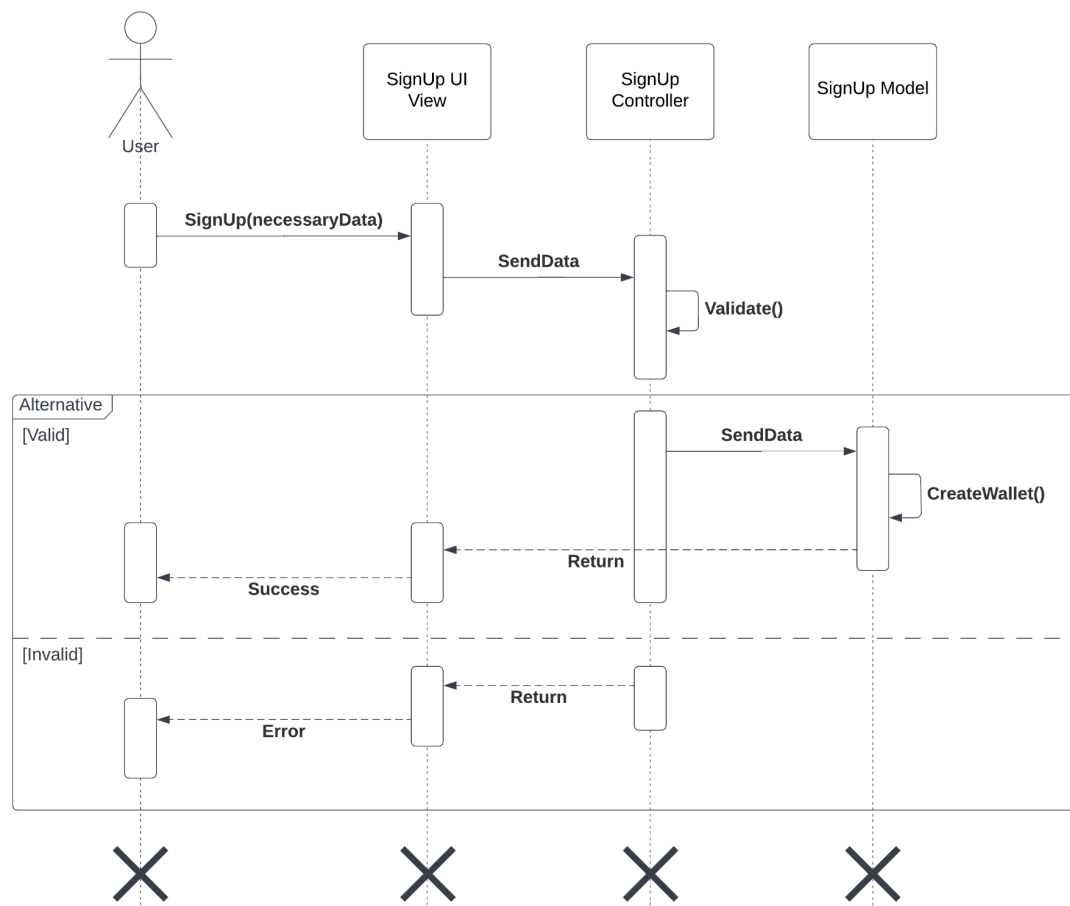 SignUp UI
View
SignUp
Controller
SignUp Model
User
SignUp(necessaryData)
SendData
Validate()
Alternative
[Valid]
SendData
CreateWallet()
Return
Success
[Invalid]
Return
Error